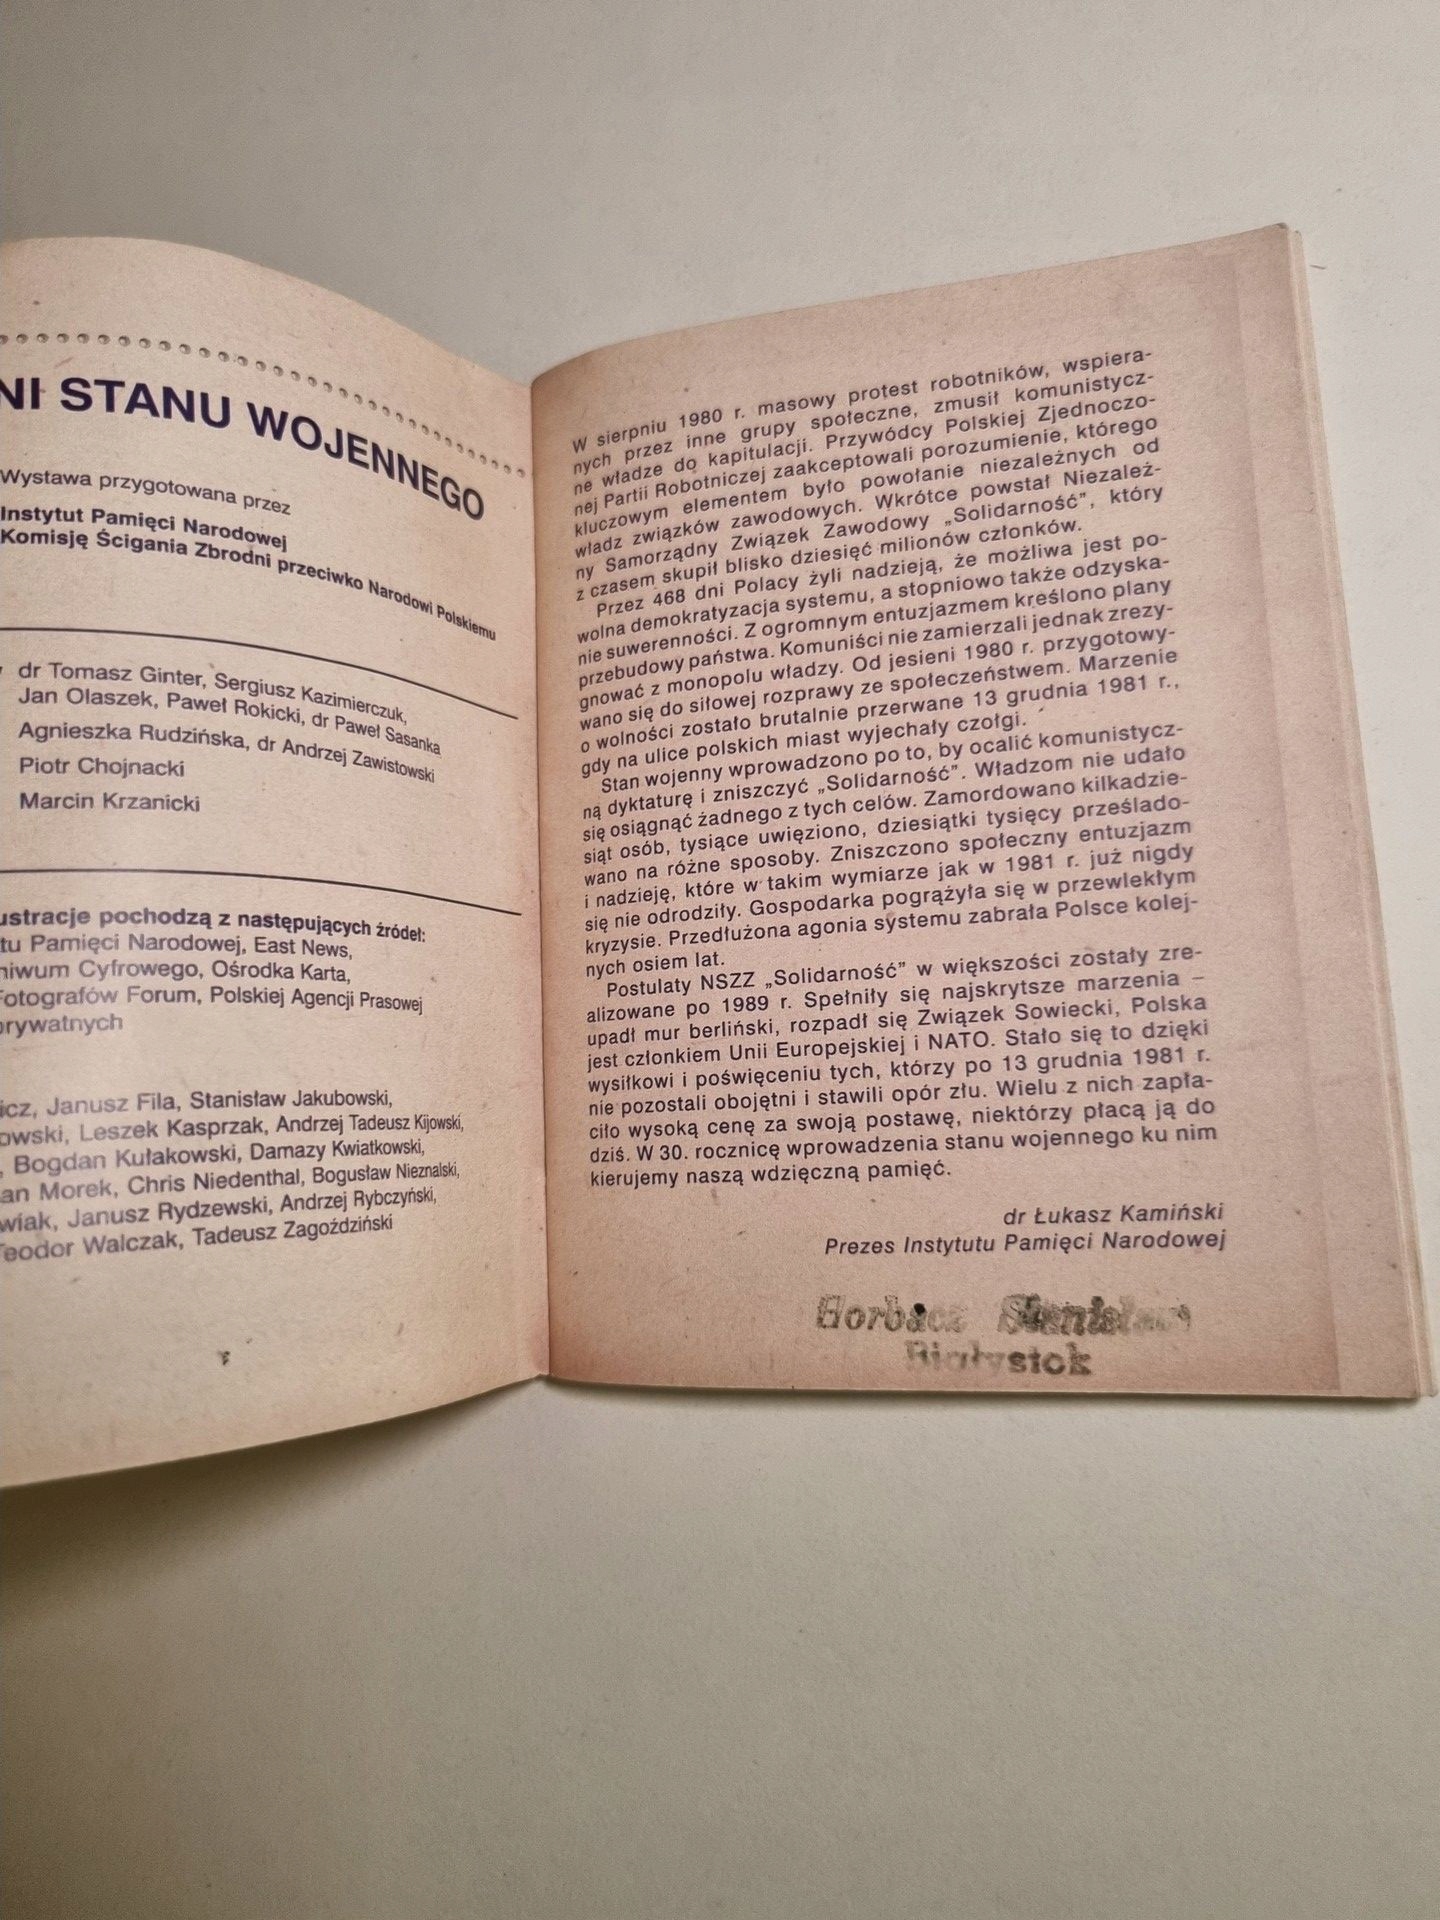 NI STANU WOJENNEGO
Wystawa przygotowana przez
Instytut Pamięci Narodowej
Komisję Ścigania Zbrodni przeciwko Narodowi Polskiemu
dr Tomasz Ginter, Sergiusz Kazimierczuk,
Jan Olaszek, Paweł Rokicki, dr Paweł Sasanka
Agnieszka Rudzińska, dr Andrzej Zawistowski
Piotr Chojnacki
Marcin Krzanicki
ustracje pochodzą z następujących źródeł:
tu Pamięci Narodowej, East News,
hiwum Cyfrowego, Ośrodka Karta,
Fotografów Forum, Polskiej Agencji Prasowej
prywatnych
icz, Janusz Fila, Stanisław Jakubowski,
owski, Leszek Kasprzak, Andrzej Tadeusz Kijowski,
, Bogdan Kułakowski, Damazy Kwiatkowski,
an Morek, Chris Niedenthal, Bogusław Nieznalski,
wiak, Janusz Rydzewski, Andrzej Rybczyński,
Teodor Walczak, Tadeusz Zagoździński
W sierpniu 1980 r. masowy protest robotników, wspiera-
nych przez inne grupy społeczne, zmusił komunistycz-
ne władze do kapitulacji. Przywódcy Polskiej Zjednoczo-
nej Partii Robotniczej zaakceptowali porozumienie, którego
kluczowym elementem było powołanie niezależnych od
władz związków zawodowych. Wkrótce powstał Niezależ-
ny Samorządny Związek Zawodowy „Solidarność”, który
z czasem skupił blisko dziesięć milionów członków.
Przez 468 dni Polacy żyli nadzieją, że możliwa jest po-
wolna demokratyzacja systemu, a stopniowo także odzyska-
nie suwerenności. Z ogromnym entuzjazmem kreślono plany
przebudowy państwa. Komuniści nie zamierzali jednak zrezy-
gnować z monopolu władzy. Od jesieni 1980 r. przygotowy-
wano się do siłowej rozprawy ze społeczeństwem. Marzenie
o wolności zostało brutalnie przerwane 13 grudnia 1981 r.,
gdy na ulice polskich miast wyjechały czołgi.
Stan wojenny wprowadzono po to, by ocalić komunistycz-
ną dyktaturę i zniszczyć „Solidarność”. Władzom nie udało
się osiągnąć żadnego z tych celów. Zamordowano kilkadzie-
siąt osób, tysiące uwięziono, dziesiątki tysięcy prześlado-
wano na różne sposoby. Zniszczono społeczny entuzjazm
i nadzieję, które w takim wymiarze jak w 1981 r. już nigdy
się nie odrodziły. Gospodarka pogrążyła się w przewlekłym
kryzysie. Przedłużona agonia systemu zabrała Polsce kolej-
nych osiem lat.
Postulaty NSZZ „Solidarność” w większości zostały zre-
alizowane po 1989 r. Spełniły się najskrytsze marzenia –
upadł mur berliński, rozpadł się Związek Sowiecki, Polska
jest członkiem Unii Europejskiej i NATO. Stało się to dzięki
wysiłkowi i poświęceniu tych, którzy po 13 grudnia 1981 r.
nie pozostali obojętni i stawili opór złu. Wielu z nich zapła-
ciło wysoką cenę za swoją postawę, niektórzy płacą ją do
dziś. W 30. rocznicę wprowadzenia stanu wojennego ku nim
kierujemy naszą wdzięczną pamięć.
dr Łukasz Kamiński
Prezes Instytutu Pamięci Narodowej
Horbacz Stanisław
Białystok